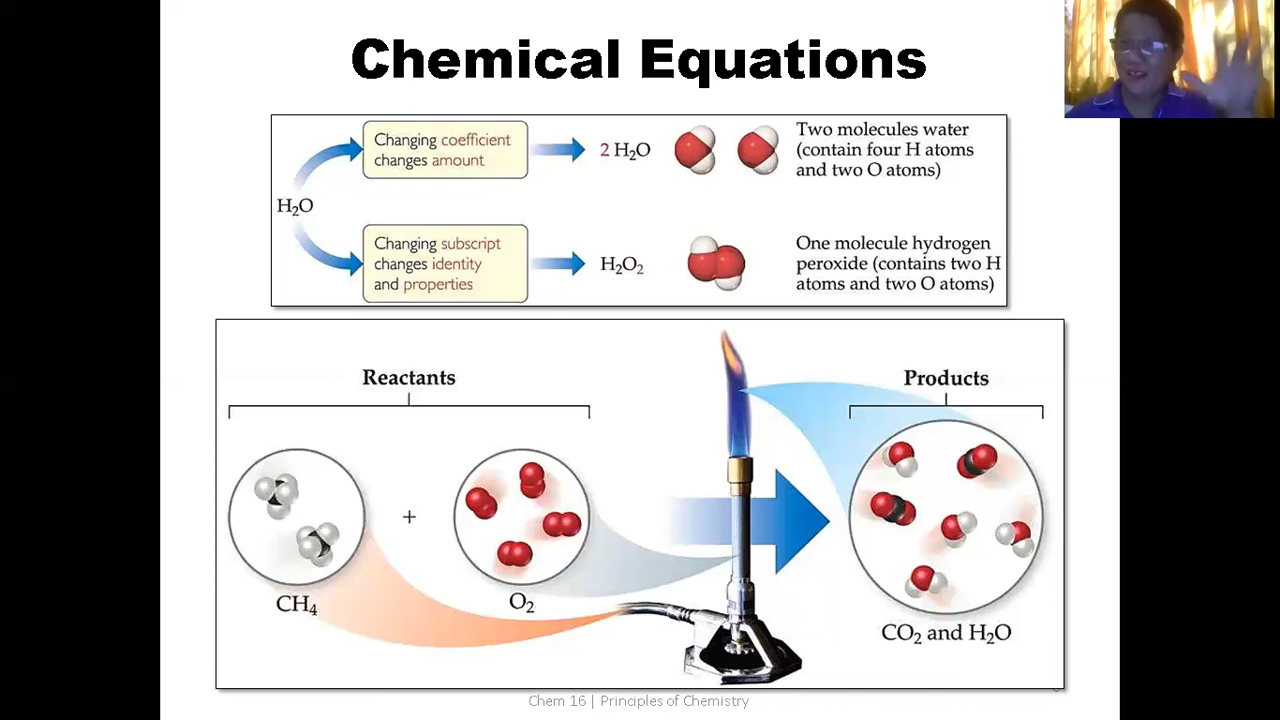 Chemical Equations
Changing coefficient
changes amount
2 H₂O
Two molecules water
(contain four H atoms
and two O atoms)
H₂O
Changing subscript
changes identity
and properties
H₂O₂
One molecule hydrogen
peroxide (contains two H
atoms and two O atoms)
Reactants
Products
+
CH₄
O₂
CO₂ and H₂O
Chem 16 | Principles of Chemistry